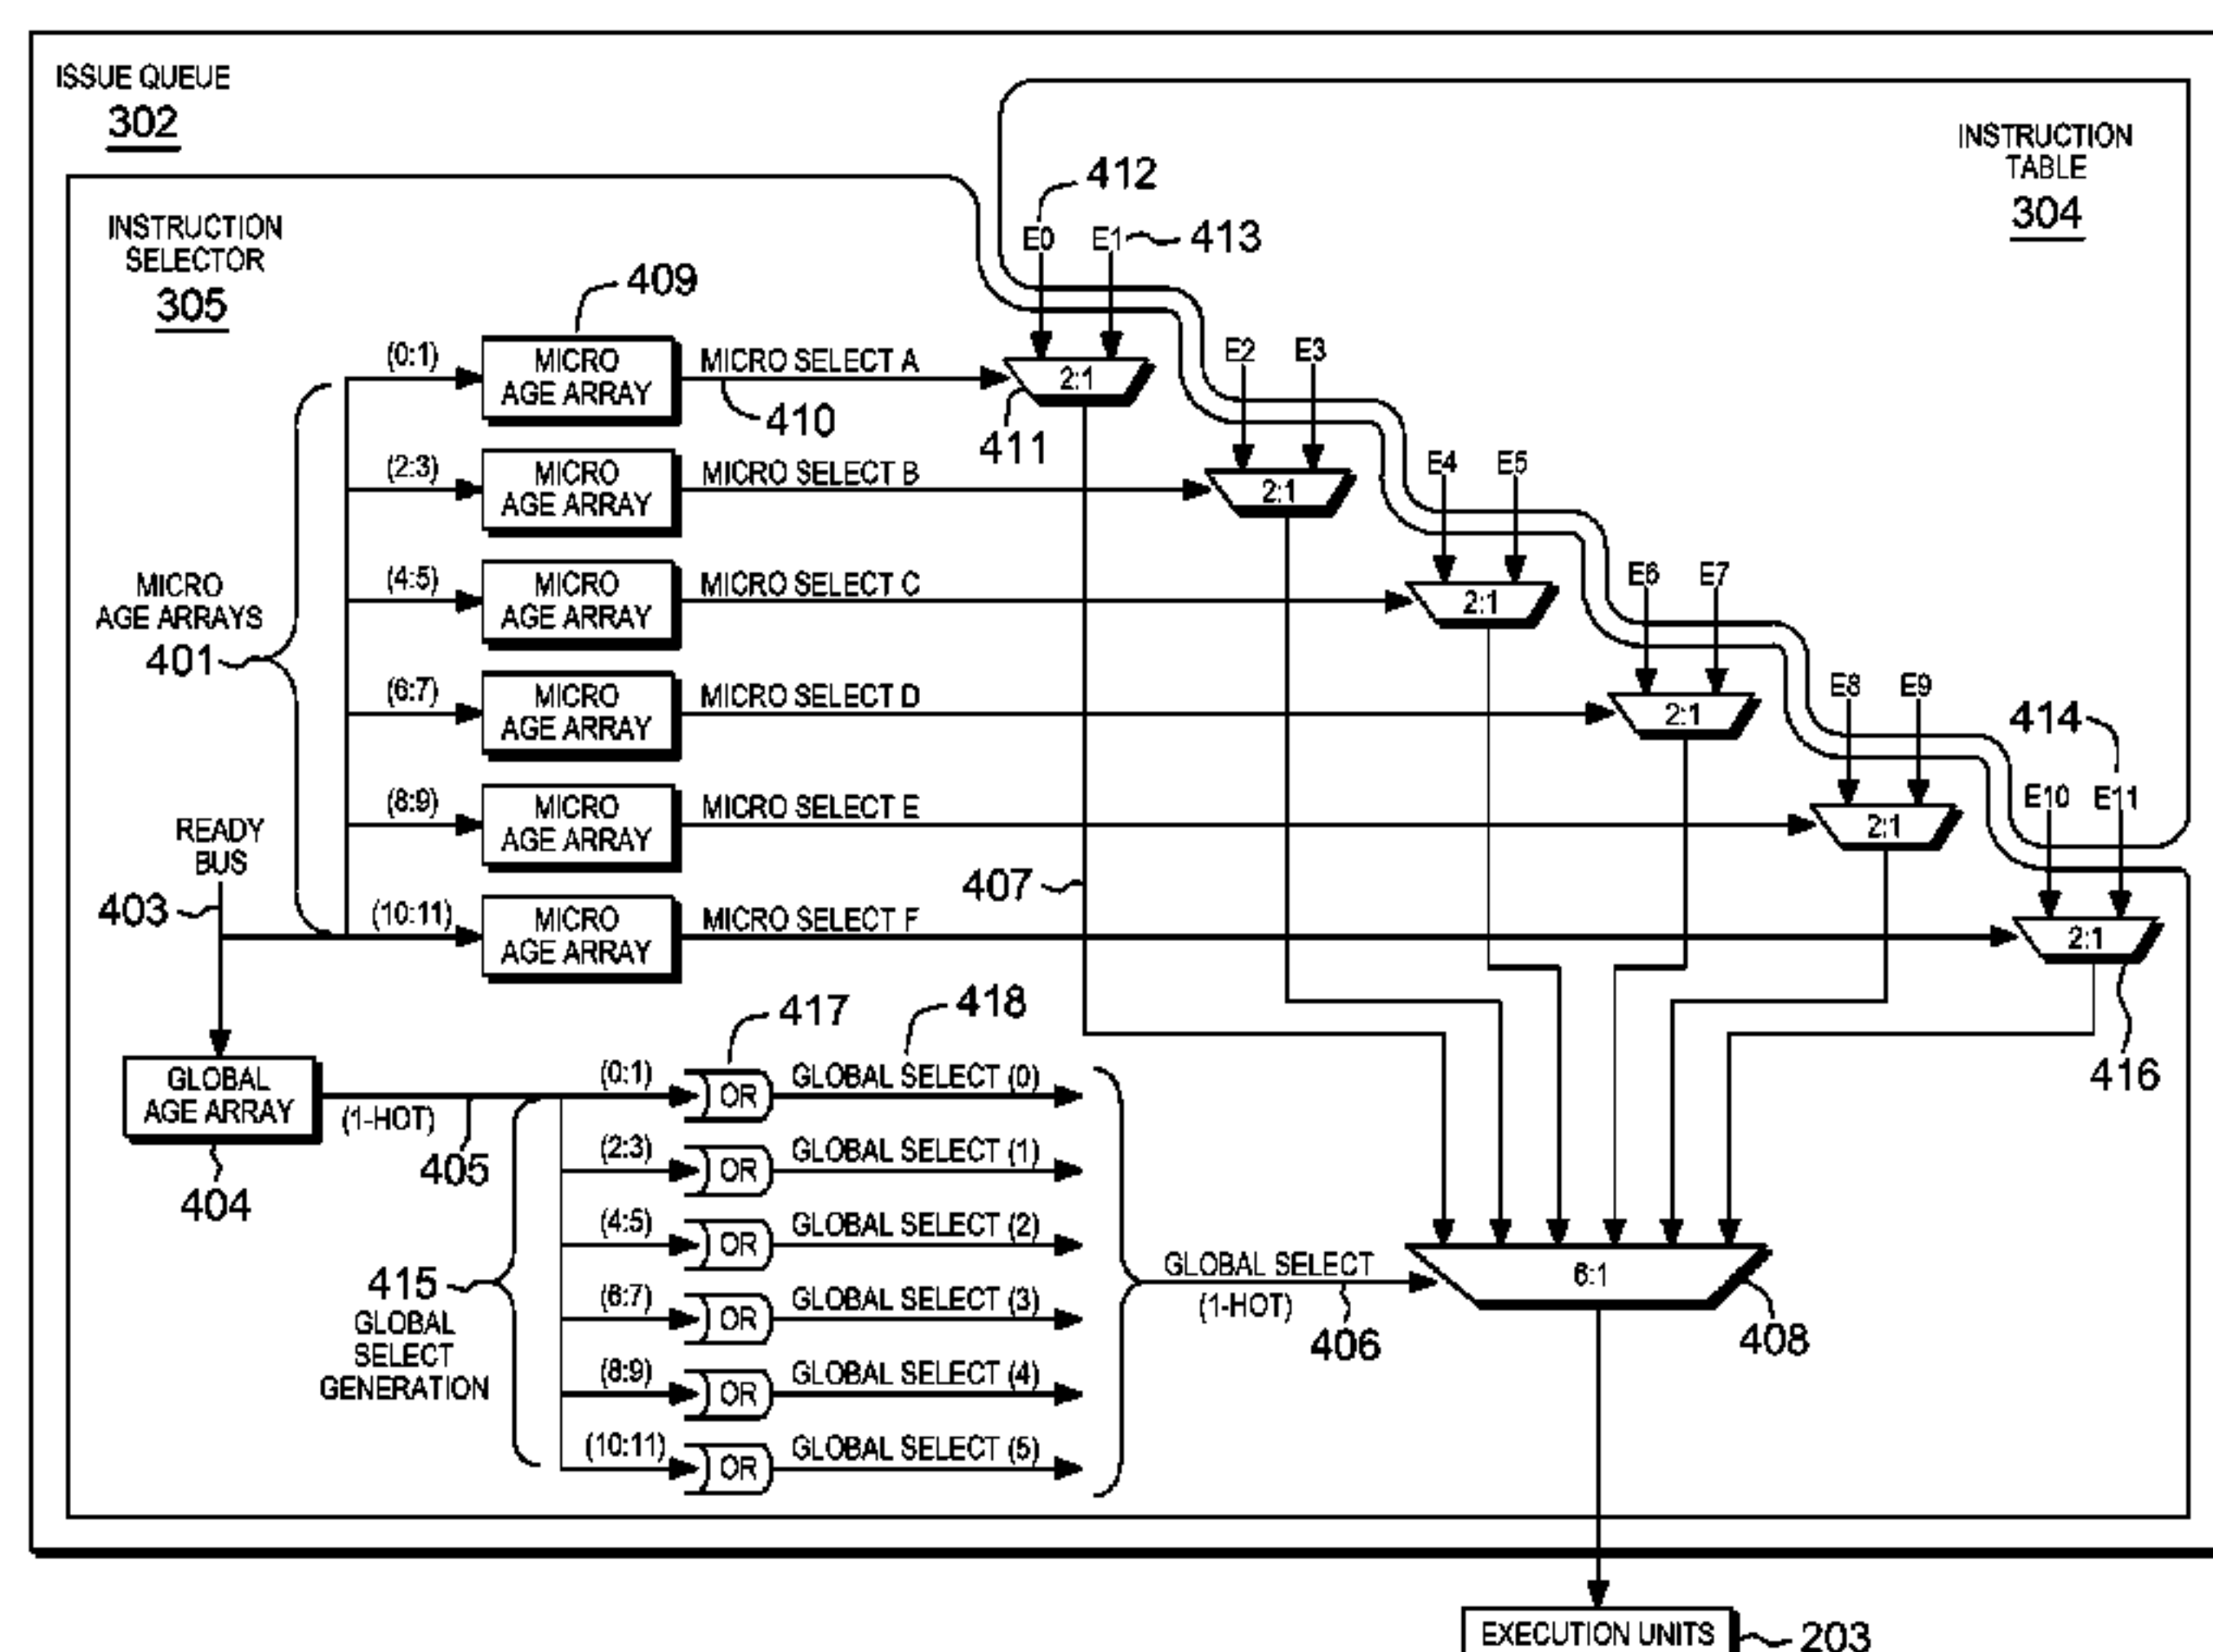 ISSUE QUEUE
302
INSTRUCTION
TABLE
304
INSTRUCTION
SELECTOR
305
412
E0
E1
413
409
(0:1)
MICRO
AGE ARRAY
MICRO SELECT A
410
2:1
411
E2
E3
(2:3)
MICRO
AGE ARRAY
MICRO SELECT B
2:1
E4
E5
MICRO
AGE ARRAYS
401
(4:5)
MICRO
AGE ARRAY
MICRO SELECT C
2:1
E6
E7
(6:7)
MICRO
AGE ARRAY
MICRO SELECT D
2:1
E8
E9
414
(8:9)
MICRO
AGE ARRAY
MICRO SELECT E
2:1
E10
E11
READY
BUS
403
407
(10:11)
MICRO
AGE ARRAY
MICRO SELECT F
2:1
416
417
418
GLOBAL
AGE ARRAY
404
(1-HOT)
405
(0:1)
OR
GLOBAL SELECT (0)
(2:3)
OR
GLOBAL SELECT (1)
(4:5)
OR
GLOBAL SELECT (2)
415
GLOBAL
SELECT
GENERATION
(6:7)
OR
GLOBAL SELECT (3)
(8:9)
OR
GLOBAL SELECT (4)
(10:11)
OR
GLOBAL SELECT (5)
GLOBAL SELECT
(1-HOT)
406
6:1
408
EXECUTION UNITS
203